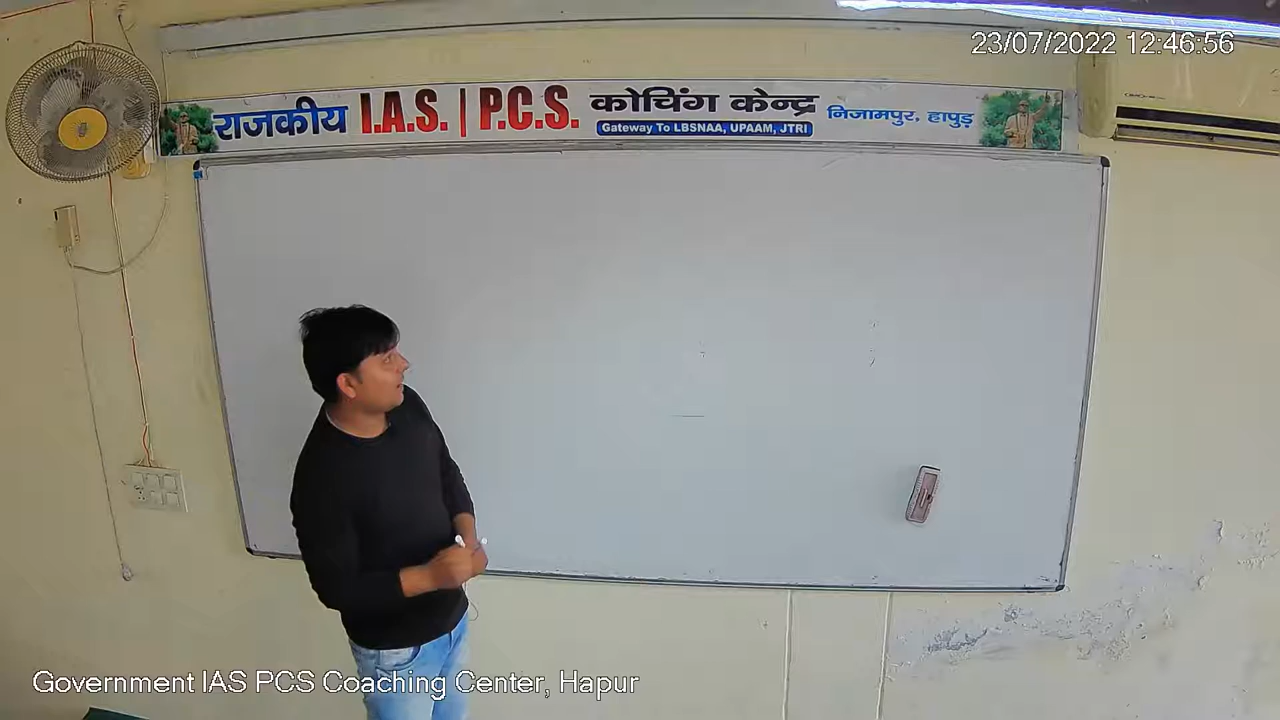 23/07/2022 12:46:56
राजकीय I.A.S. | P.C.S. कोचिंग केन्द्र निजामपुर, हापुड़
Gateway To LBSNAA, UPAAM, JTRI
Government IAS PCS Coaching Center, Hapur